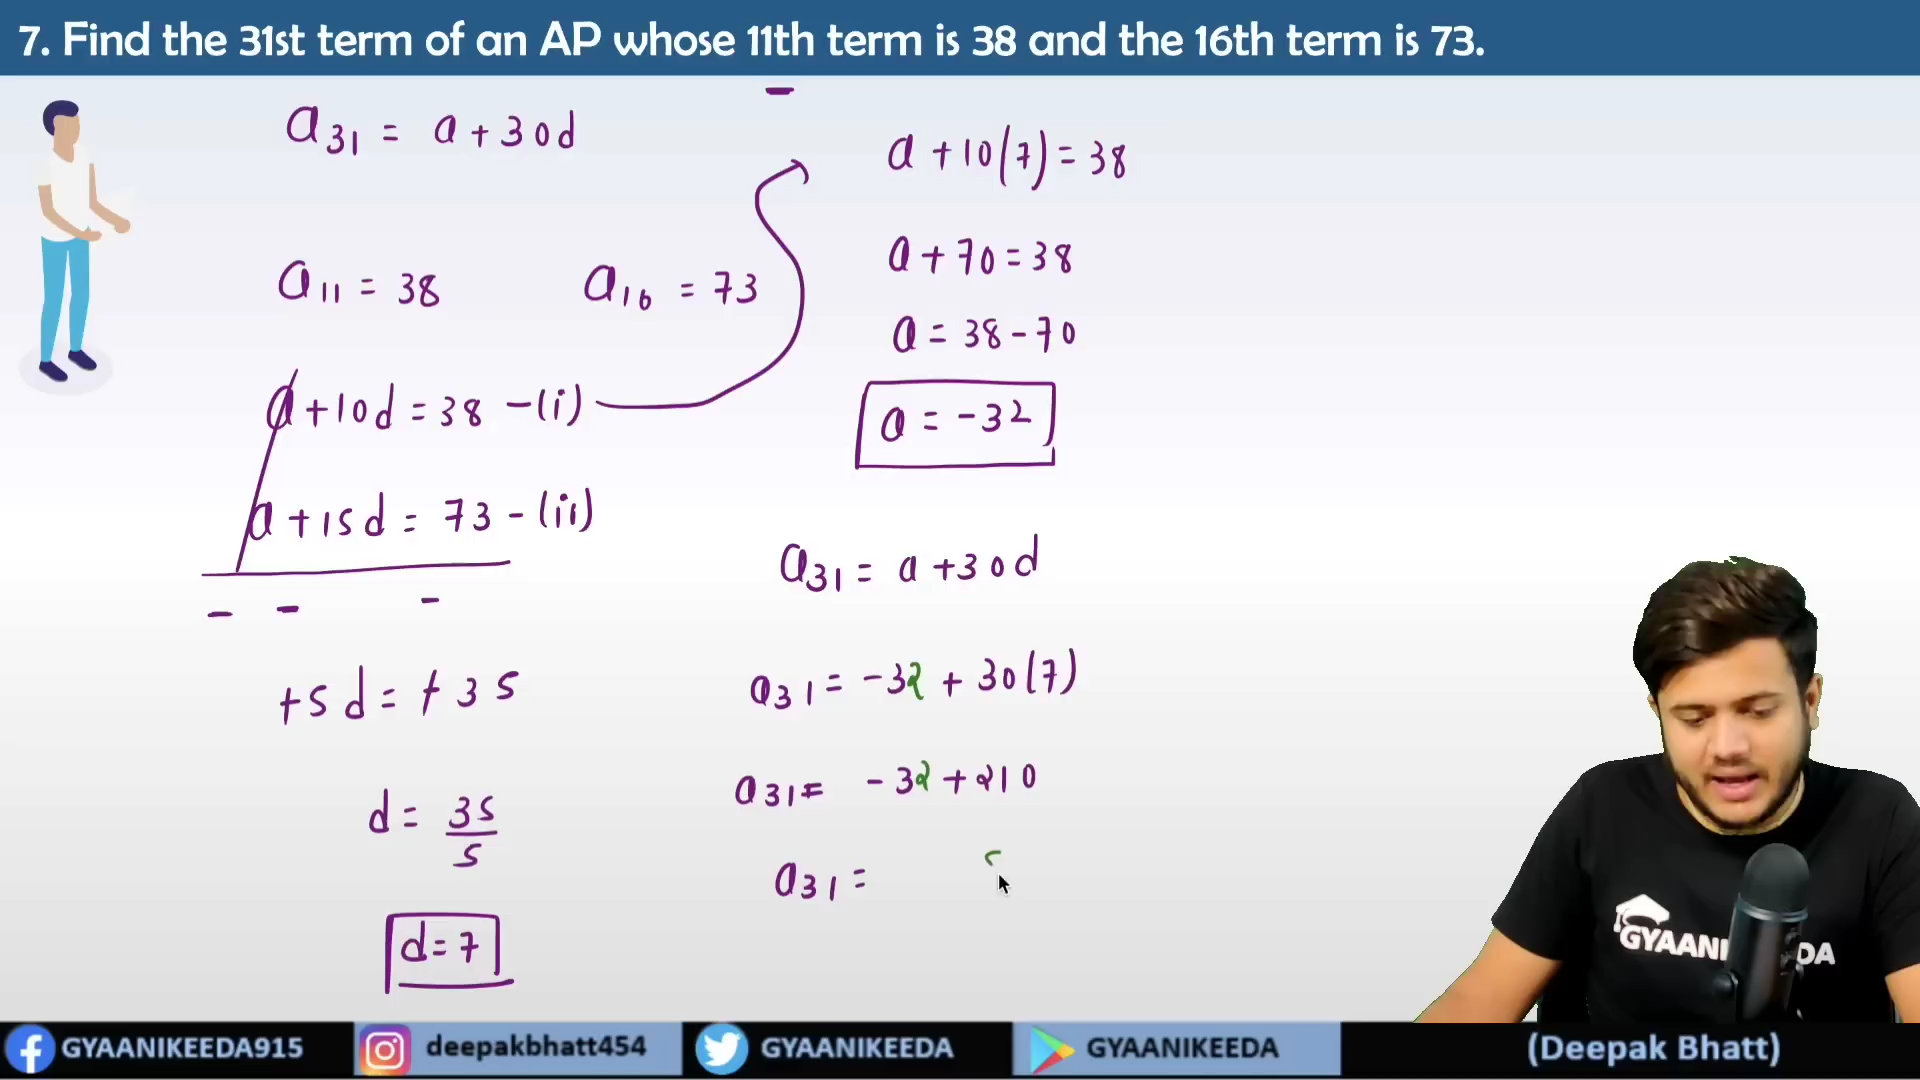 7. Find the 31st term of an AP whose 11th term is 38 and the 16th term is 73.
a31 = a + 30d
a11 = 38
a16 = 73
a + 10d = 38 - (i)
a + 15d = 73 - (ii)
- - -
+5d = +35
d = 35/5
d = 7
-
a + 10(7) = 38
a + 70 = 38
a = 38 - 70
a = -32
a31 = a + 30d
a31 = -32 + 30(7)
a31 = -32 + 210
a31 =
GYAANI
DA
GYAANIKEEDA915
deepakbhatt454
GYAANIKEEDA
GYAANIKEEDA
(Deepak Bhatt)